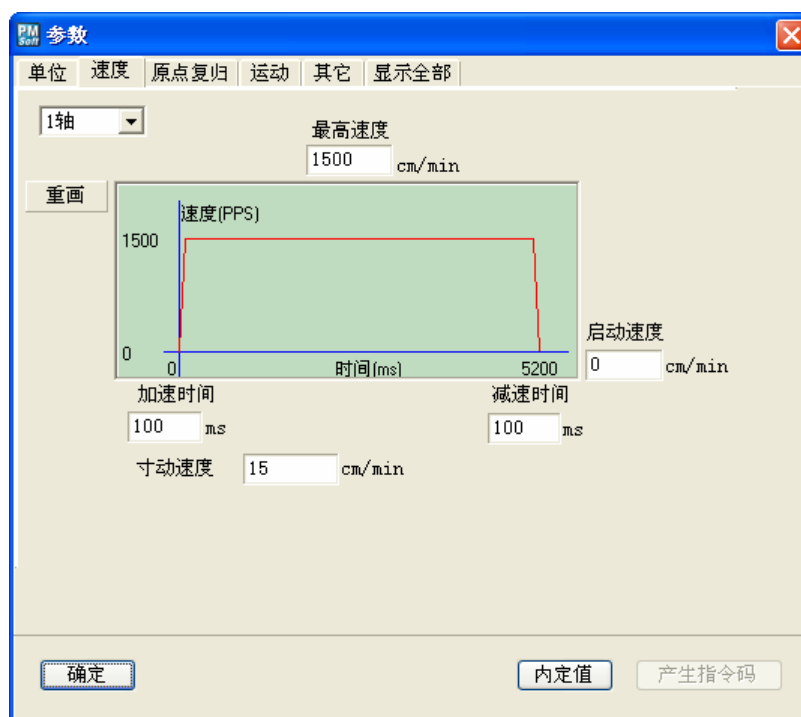 PM Soft 参数
单位 速度 原点复归 运动 其它 显示全部
1轴
最高速度
1500 cm/min
重画
速度(PPS)
1500
0
0 时间(ms) 5200
启动速度
0 cm/min
加速时间
100 ms
减速时间
100 ms
寸动速度 15 cm/min
确定 内定值 产生指令码